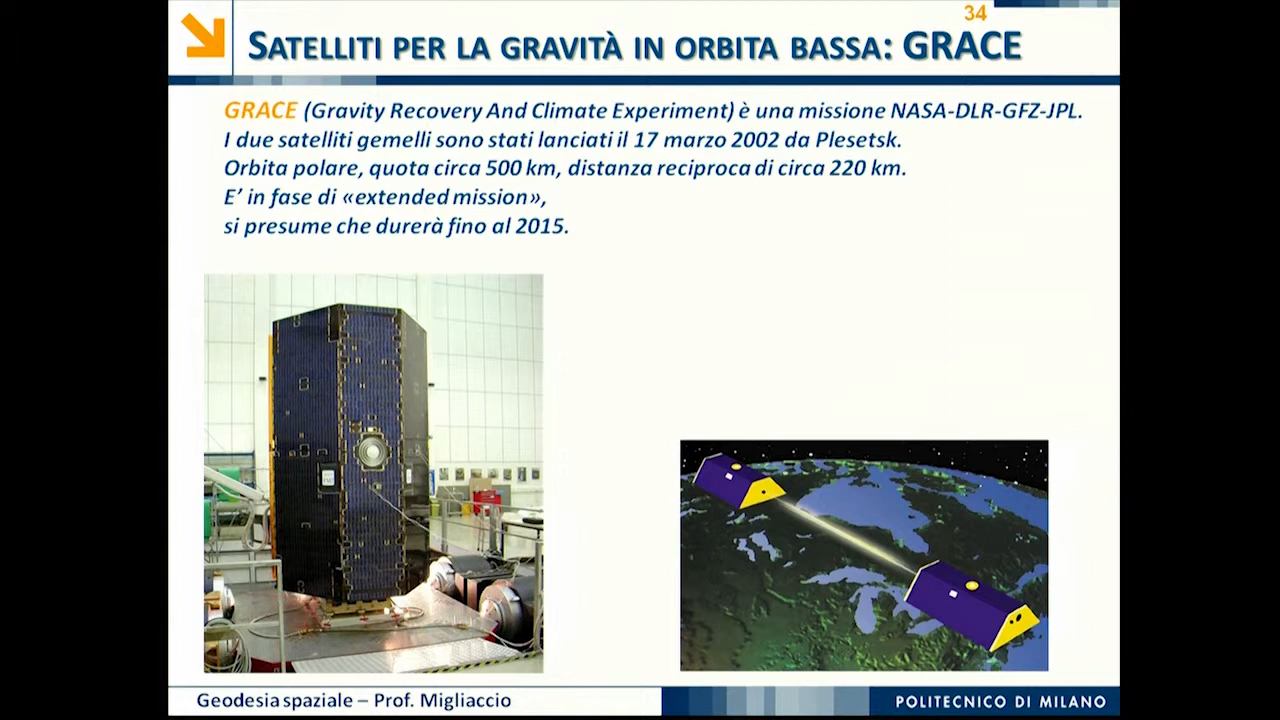 34
SATELLITI PER LA GRAVITÀ IN ORBITA BASSA: GRACE
GRACE (Gravity Recovery And Climate Experiment) è una missione NASA-DLR-GFZ-JPL.
I due satelliti gemelli sono stati lanciati il 17 marzo 2002 da Plesetsk.
Orbita polare, quota circa 500 km, distanza reciproca di circa 220 km.
E' in fase di «extended mission»,
si presume che durerà fino al 2015.
Geodesia spaziale – Prof. Migliaccio
POLITECNICO DI MILANO